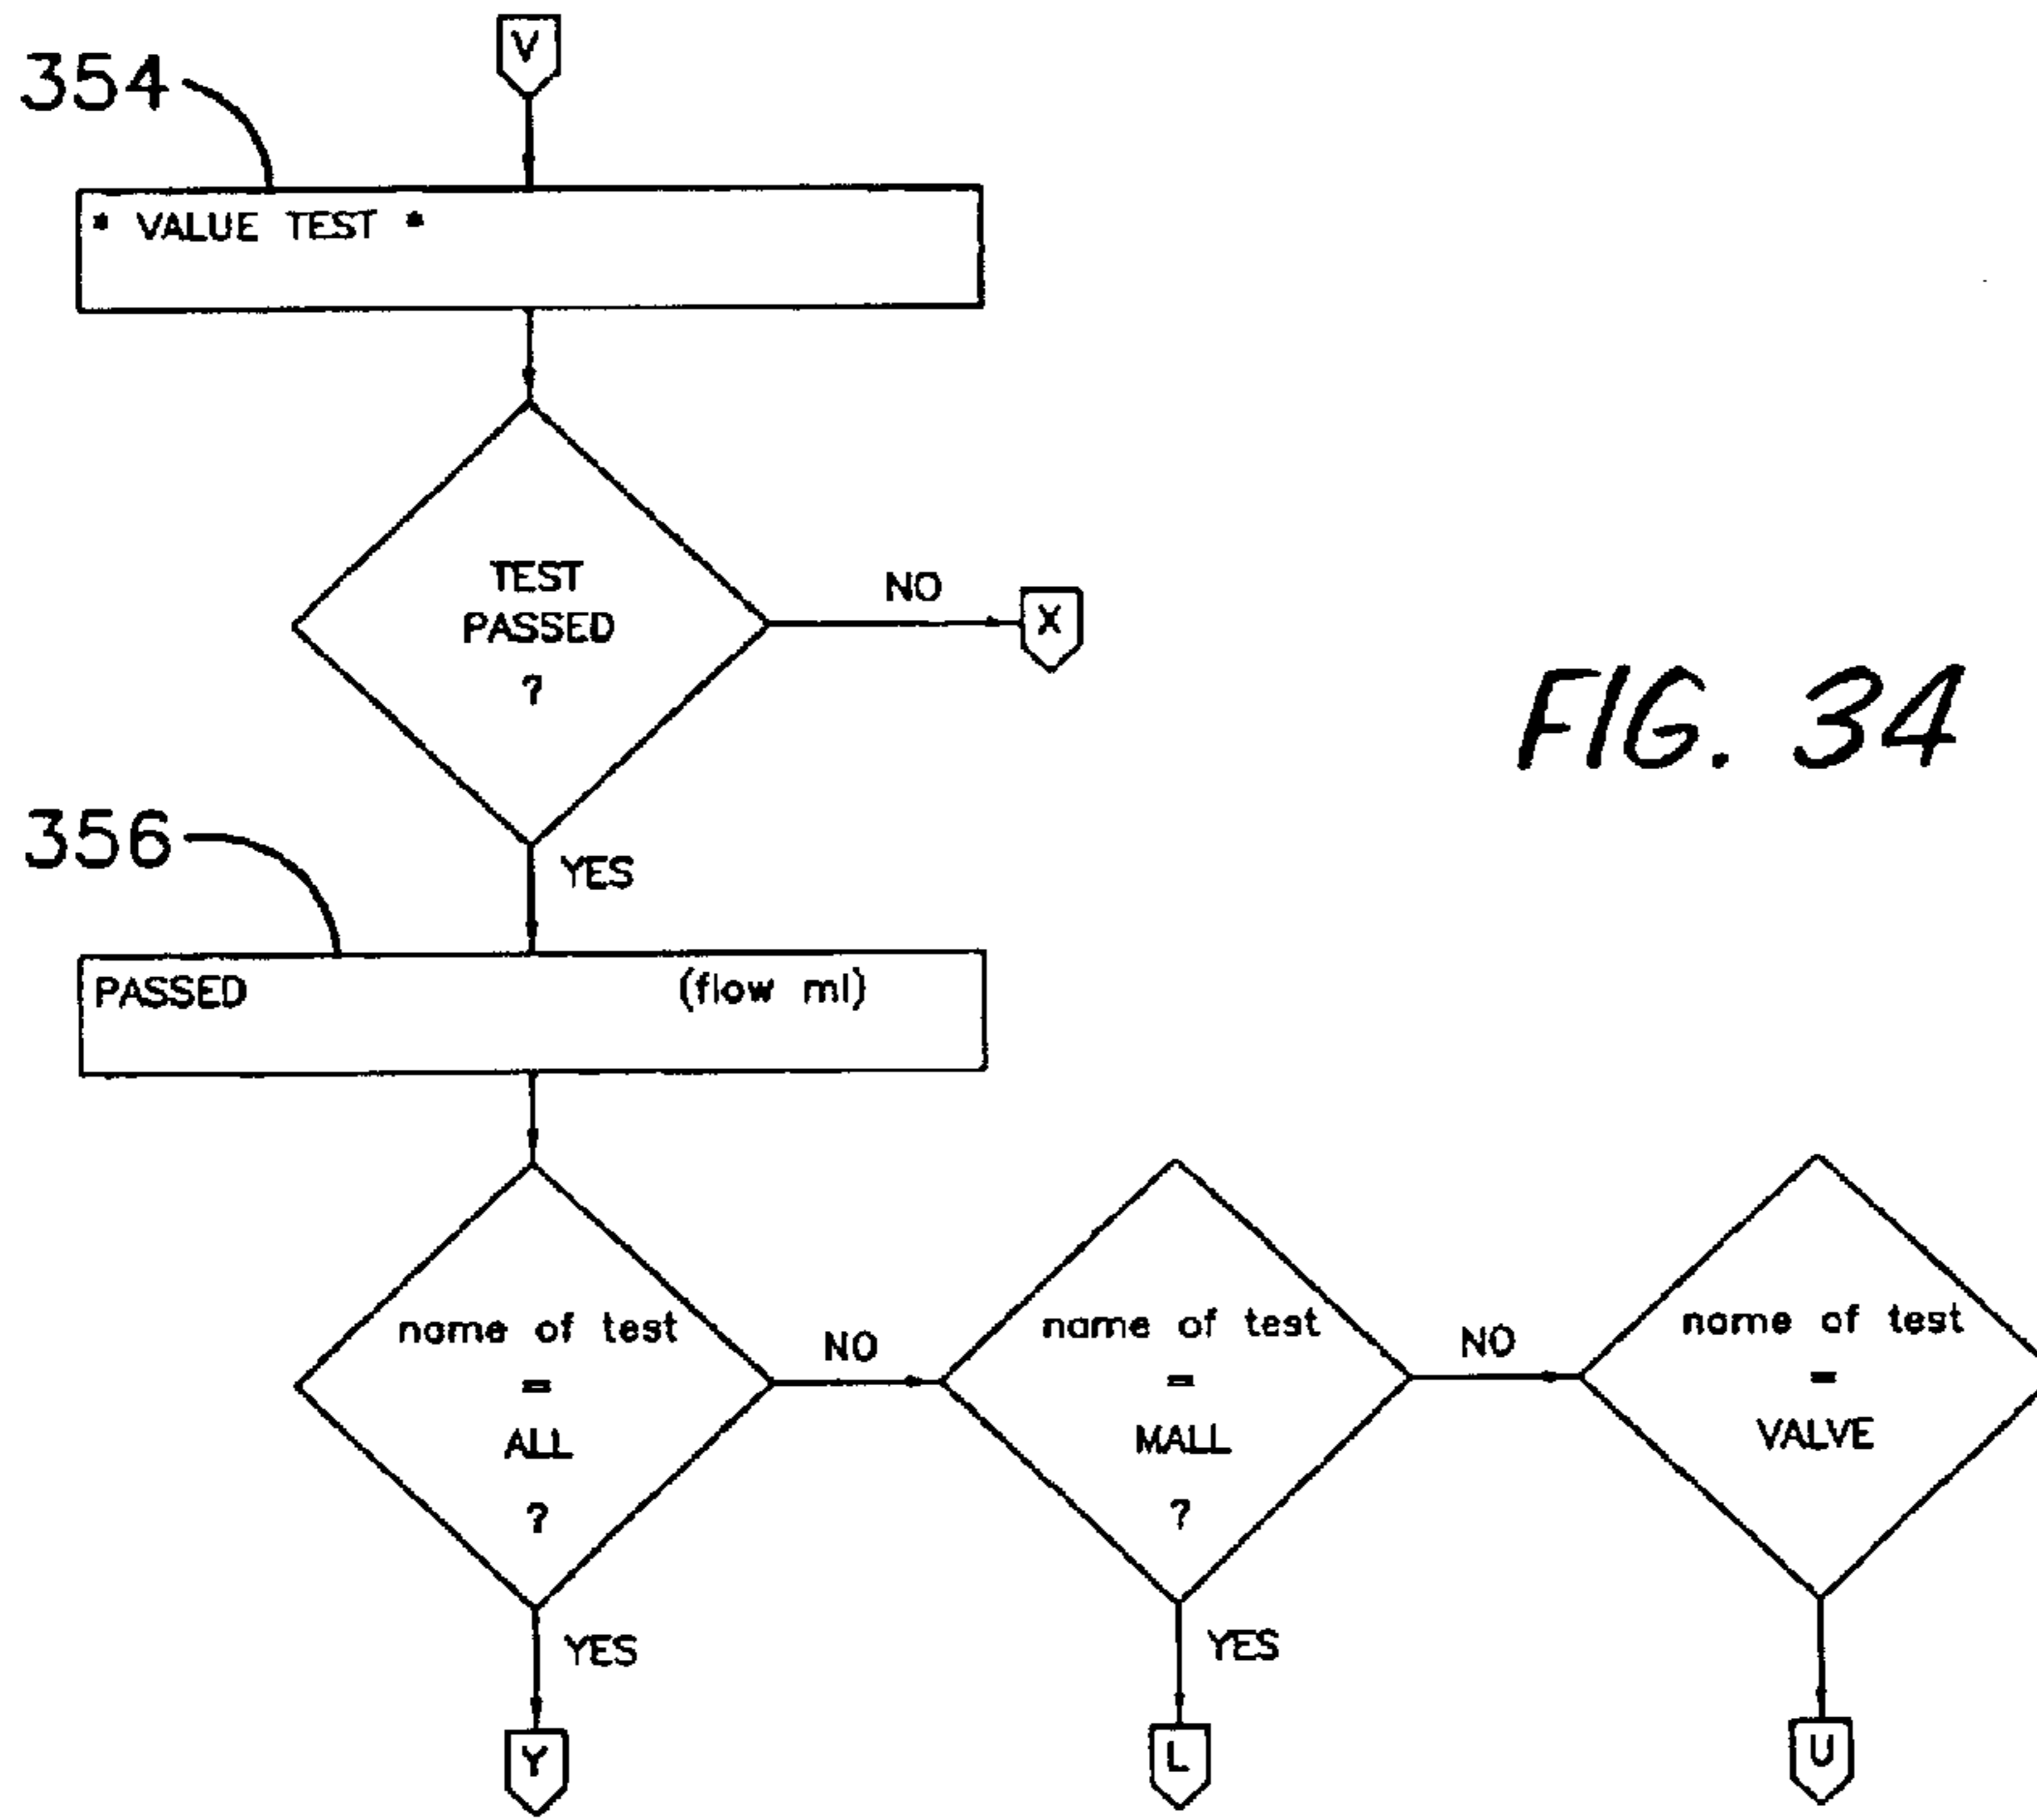 V
354
* VALUE TEST *
TEST
PASSED
?
NO
X
FIG. 34
YES
356
PASSED (flow ml)
name of test
=
ALL
?
NO
name of test
=
MALL
?
NO
name of test
=
VALVE
YES
YES
Y
L
U